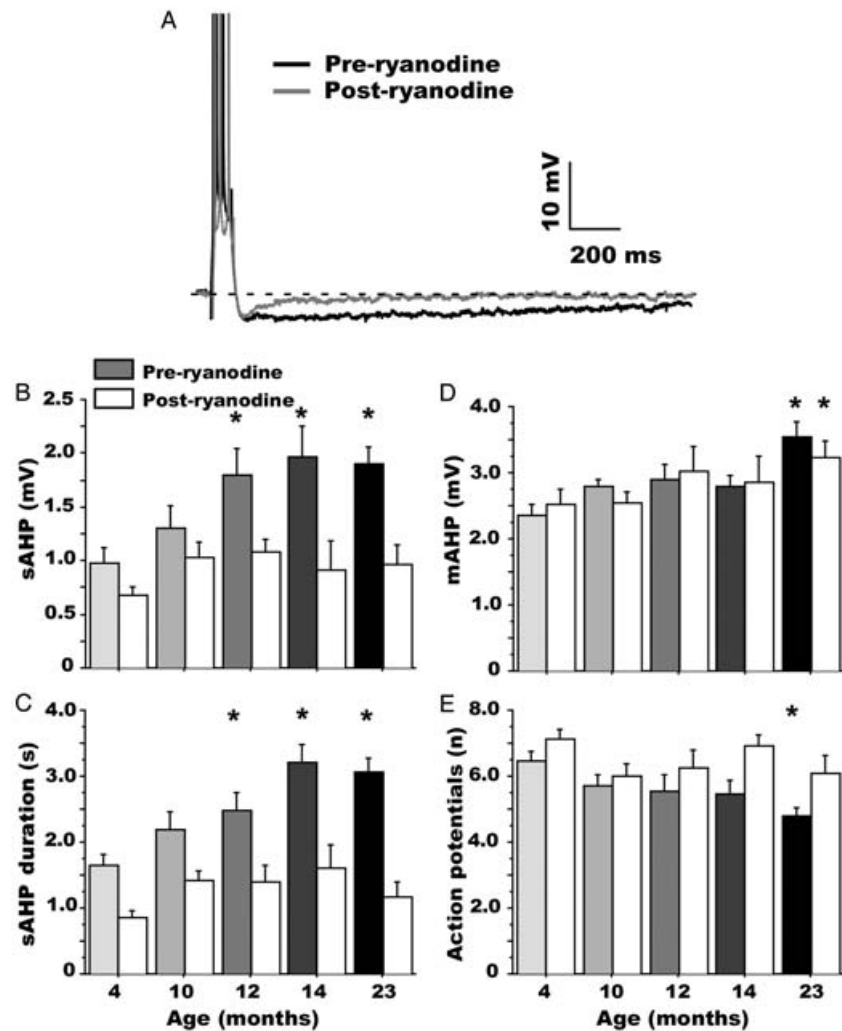 A
Pre-ryanodine
Post-ryanodine
10 mV
200 ms
B
Pre-ryanodine
Post-ryanodine
2.5
2.0
1.5
1.0
0.5
0
sAHP (mV)
* * *
D
4.0
3.0
2.0
1.0
0
mAHP (mV)
* *
C
4.0
3.0
2.0
1.0
0
sAHP duration (s)
* * *
4 10 12 14 23
Age (months)
E
8.0
6.0
4.0
2.0
0
Action potentials (n)
*
4 10 12 14 23
Age (months)